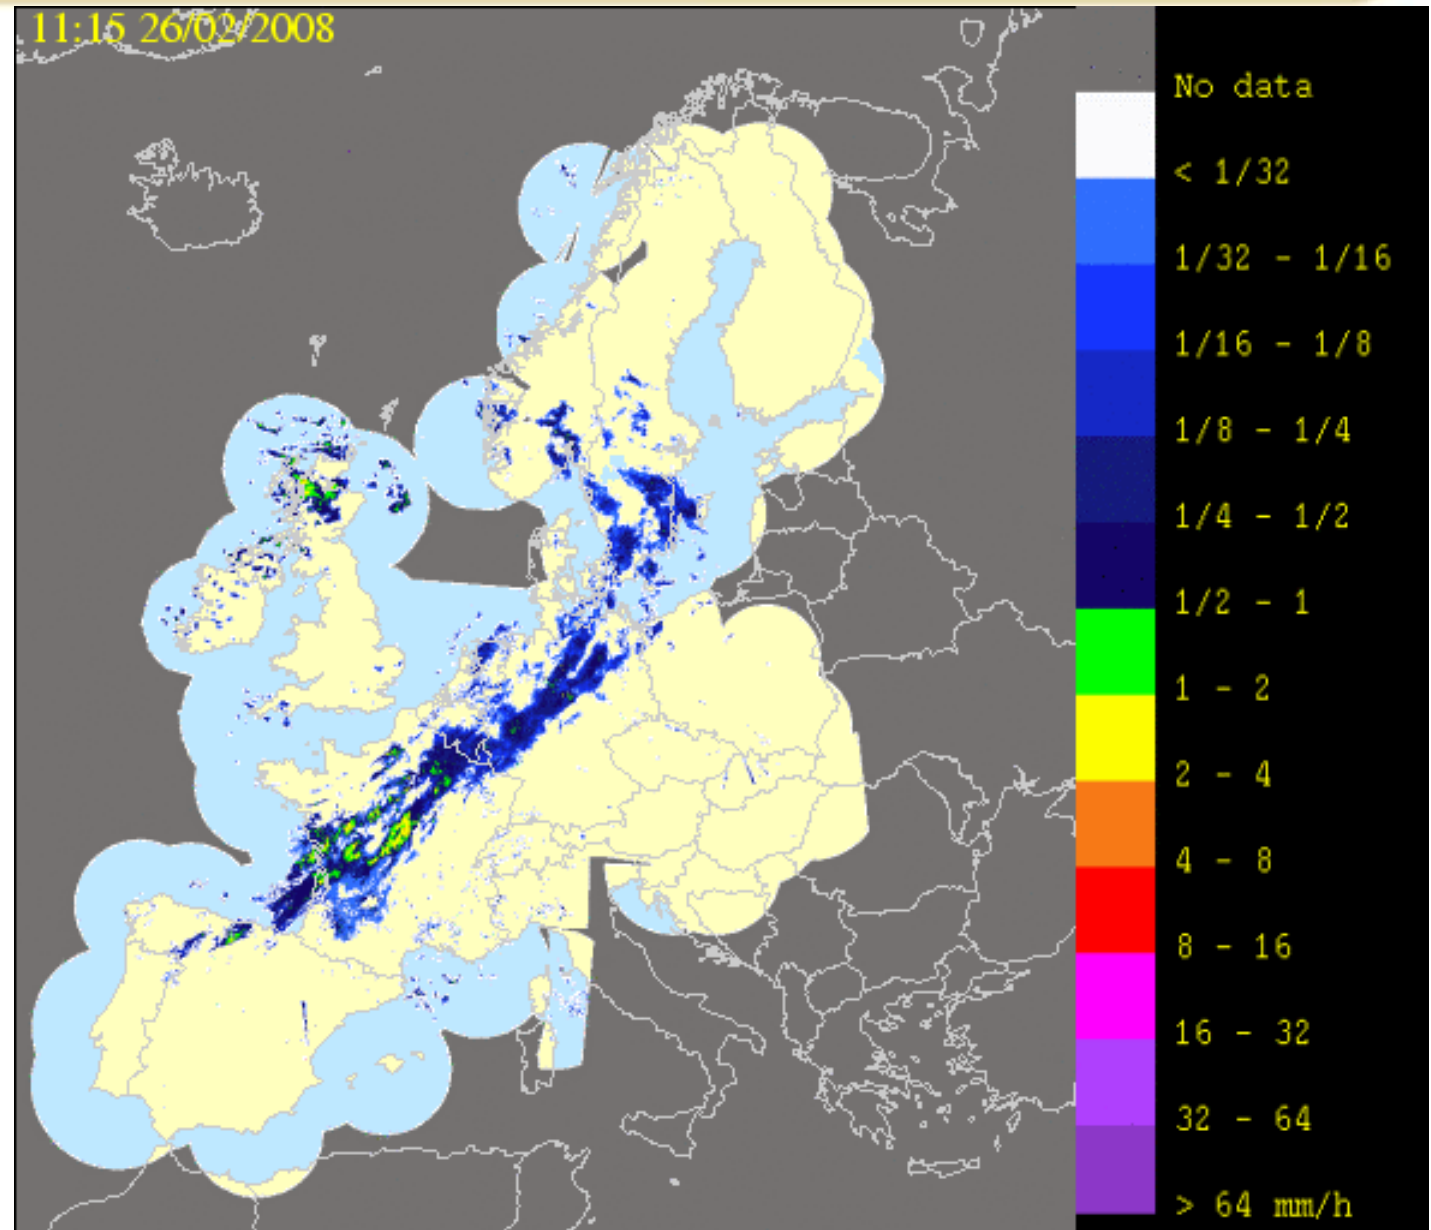 11:15 26/02/2008
No data
< 1/32
1/32 - 1/16
1/16 - 1/8
1/8 - 1/4
1/4 - 1/2
1/2 - 1
1 - 2
2 - 4
4 - 8
8 - 16
16 - 32
32 - 64
> 64 mm/h